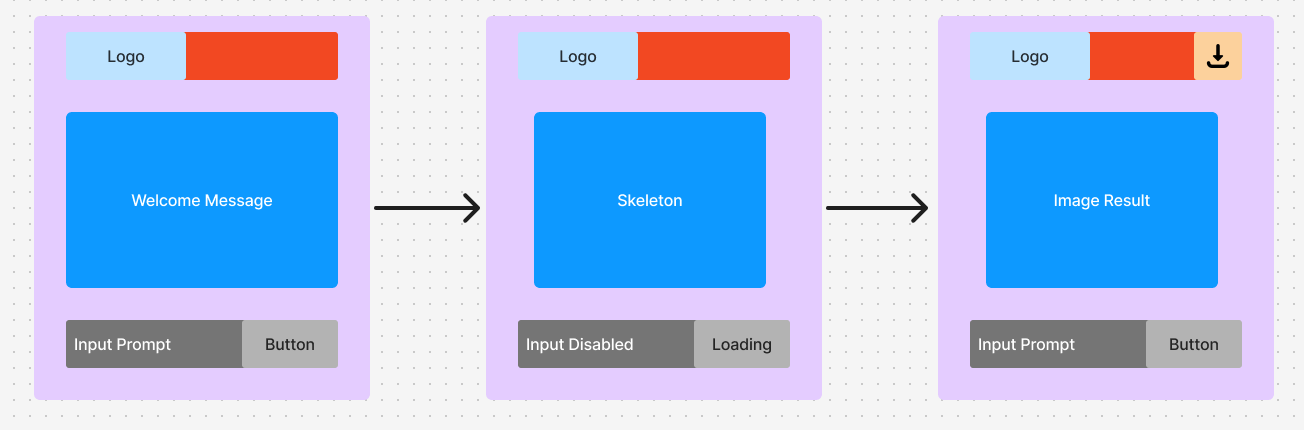 Logo
Welcome Message
Input Prompt
Button
Logo
Skeleton
Input Disabled
Loading
Logo
Image Result
Input Prompt
Button